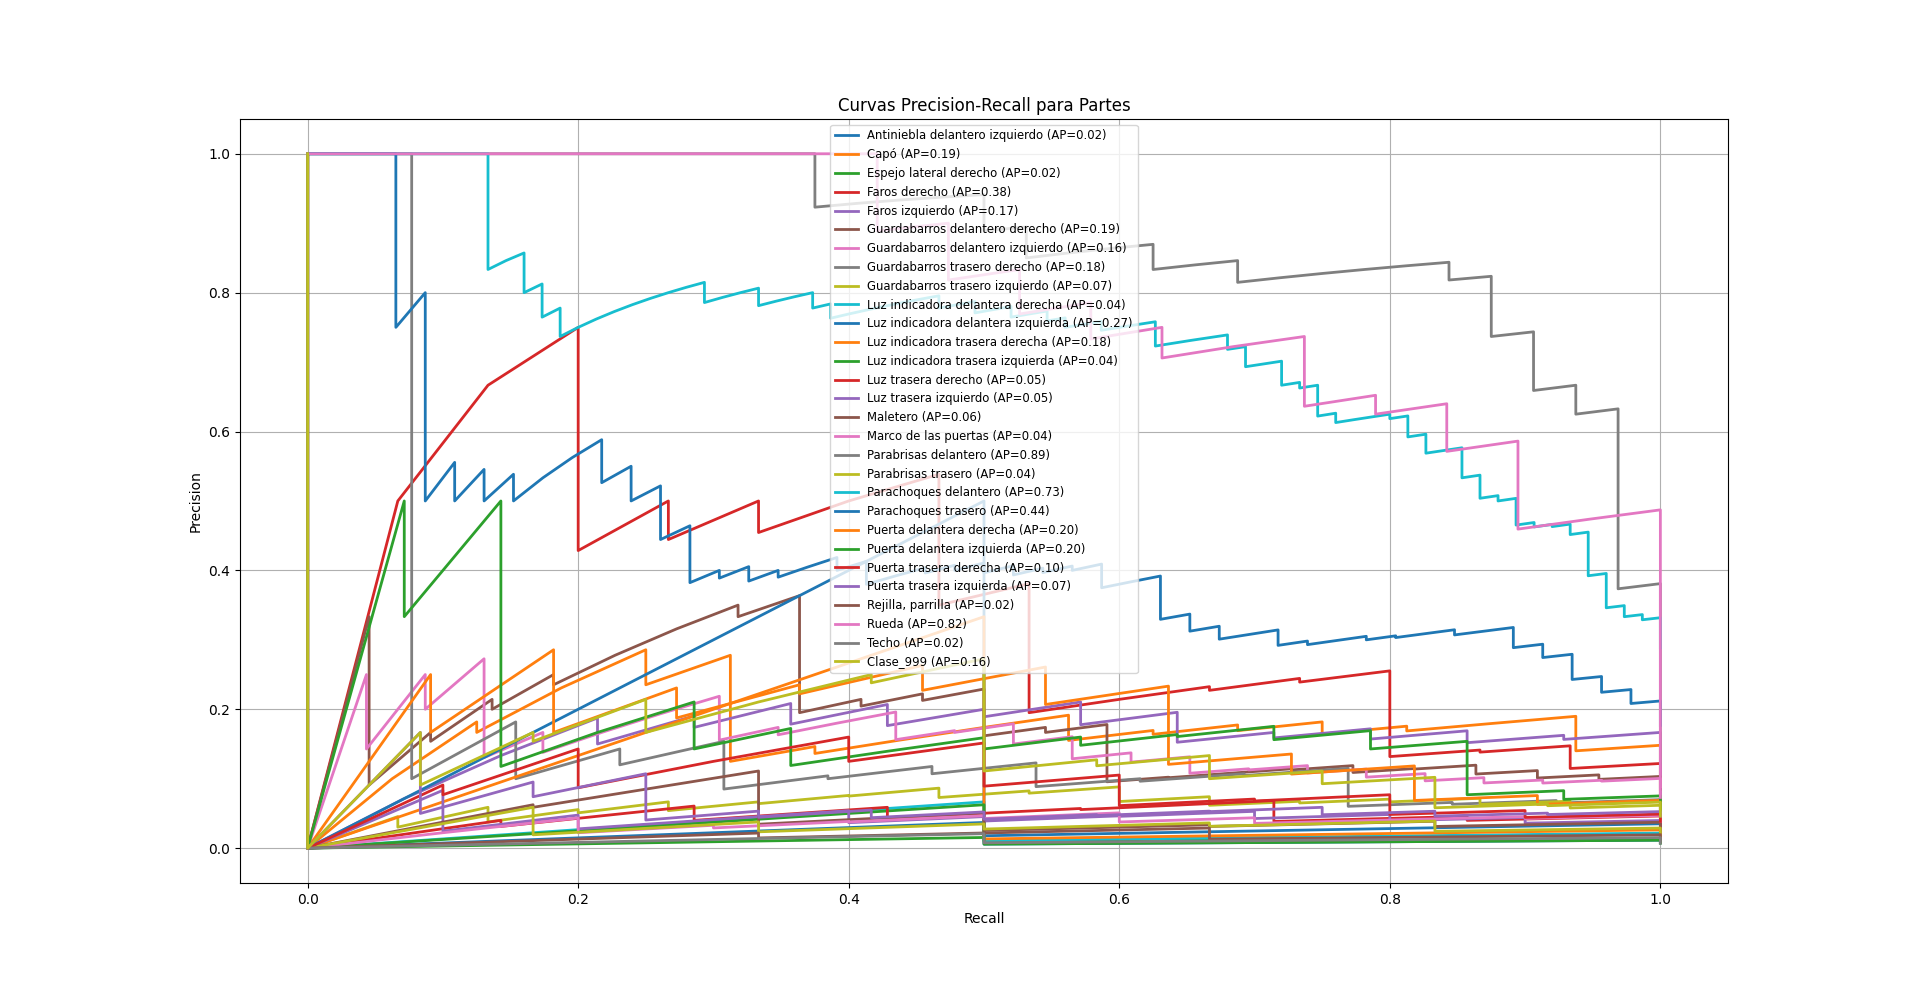 Curvas Precision-Recall para Partes
Antiniebla delantero izquierdo (AP=0.02)
Capó (AP=0.19)
Espejo lateral derecho (AP=0.02)
Faros derecho (AP=0.38)
Faros izquierdo (AP=0.17)
Guardabarros delantero derecho (AP=0.19)
Guardabarros delantero izquierdo (AP=0.16)
Guardabarros trasero derecho (AP=0.18)
Guardabarros trasero izquierdo (AP=0.07)
Luz indicadora delantera derecha (AP=0.04)
Luz indicadora delantera izquierda (AP=0.27)
Luz indicadora trasera derecha (AP=0.18)
Luz indicadora trasera izquierda (AP=0.04)
Luz trasera derecho (AP=0.05)
Luz trasera izquierdo (AP=0.05)
Maletero (AP=0.06)
Marco de las puertas (AP=0.04)
Parabrisas delantero (AP=0.89)
Parabrisas trasero (AP=0.04)
Parachoques delantero (AP=0.73)
Parachoques trasero (AP=0.44)
Puerta delantera derecha (AP=0.20)
Puerta delantera izquierda (AP=0.20)
Puerta trasera derecha (AP=0.10)
Puerta trasera izquierda (AP=0.07)
Rejilla, parrilla (AP=0.02)
Rueda (AP=0.82)
Techo (AP=0.02)
Clase_999 (AP=0.16)
Precision
1.0
0.8
0.6
0.4
0.2
0.0
0.0 0.2 0.4 0.6 0.8 1.0
Recall